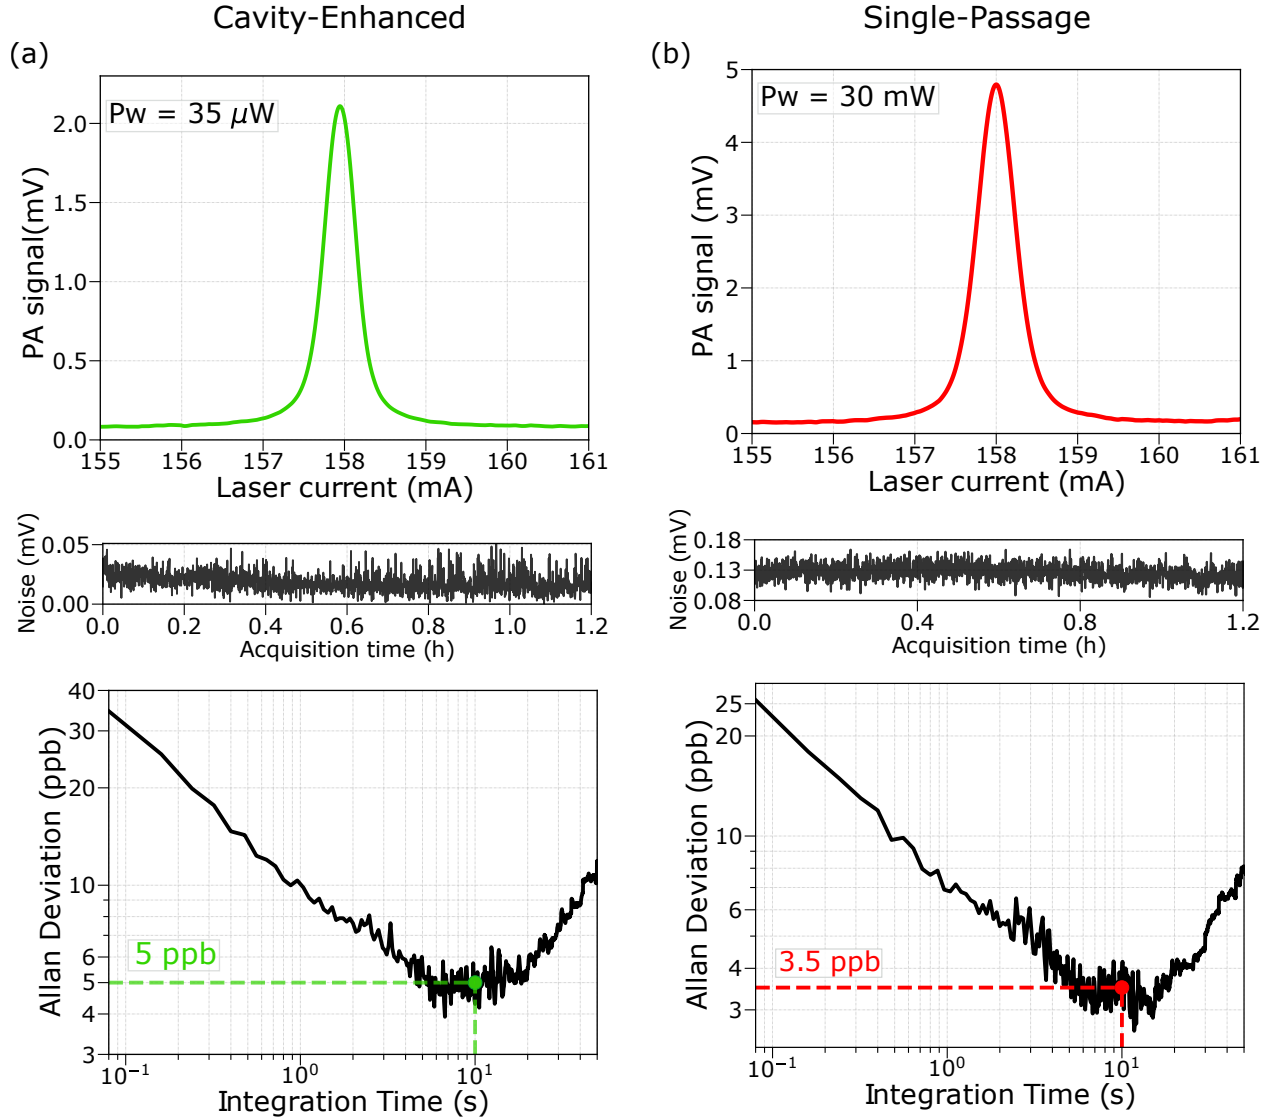 Cavity-Enhanced
(a)
Pw = 35 μW
PA signal(mV)
2.0
1.5
1.0
0.5
0.0
155 156 157 158 159 160 161
Laser current (mA)
Noise (mV)
0.05
0.00
0.0 0.2 0.4 0.6 0.8 1.0 1.2
Acquisition time (h)
Allan Deviation (ppb)
40
30
20
10
6
5
4
3
5 ppb
10⁻¹ 10⁰ 10¹
Integration Time (s)
Single-Passage
(b)
Pw = 30 mW
PA signal (mV)
5
4
3
2
1
0
155 156 157 158 159 160 161
Laser current (mA)
Noise (mV)
0.18
0.13
0.08
0.0 0.4 0.8 1.2
Acquisition time (h)
Allan Deviation (ppb)
25
20
10
6
4
3
3.5 ppb
10⁻¹ 10⁰ 10¹
Integration Time (s)